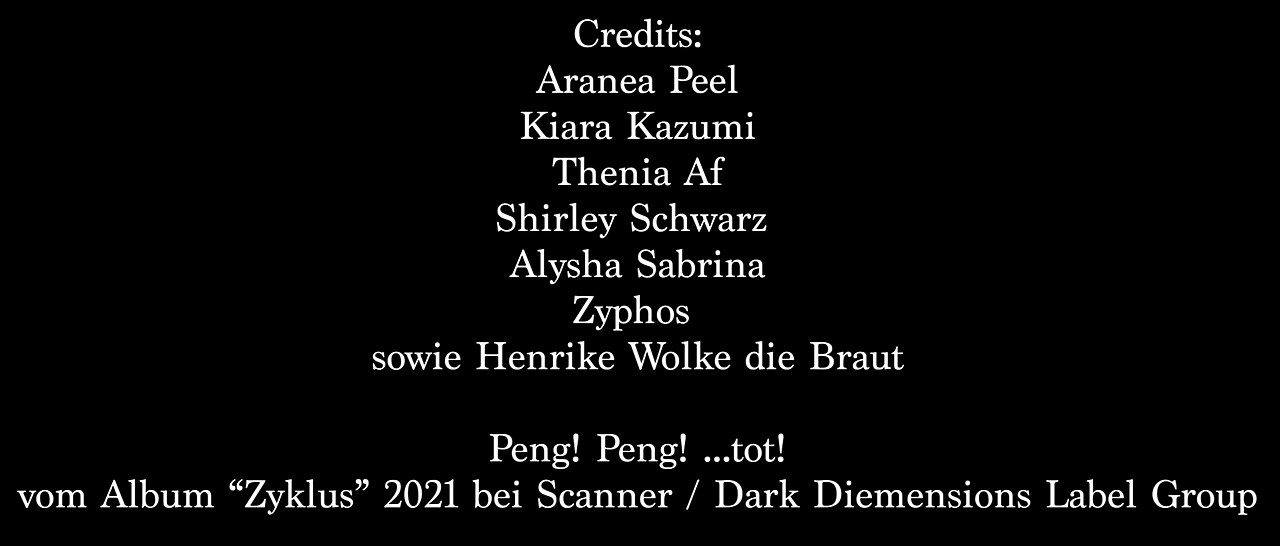 Credits:
Aranea Peel
Kiara Kazumi
Thenia Af
Shirley Schwarz
Alysha Sabrina
Zyphos
sowie Henrike Wolke die Braut
Peng! Peng! ...tot!
vom Album “Zyklus” 2021 bei Scanner / Dark Diemensions Label Group